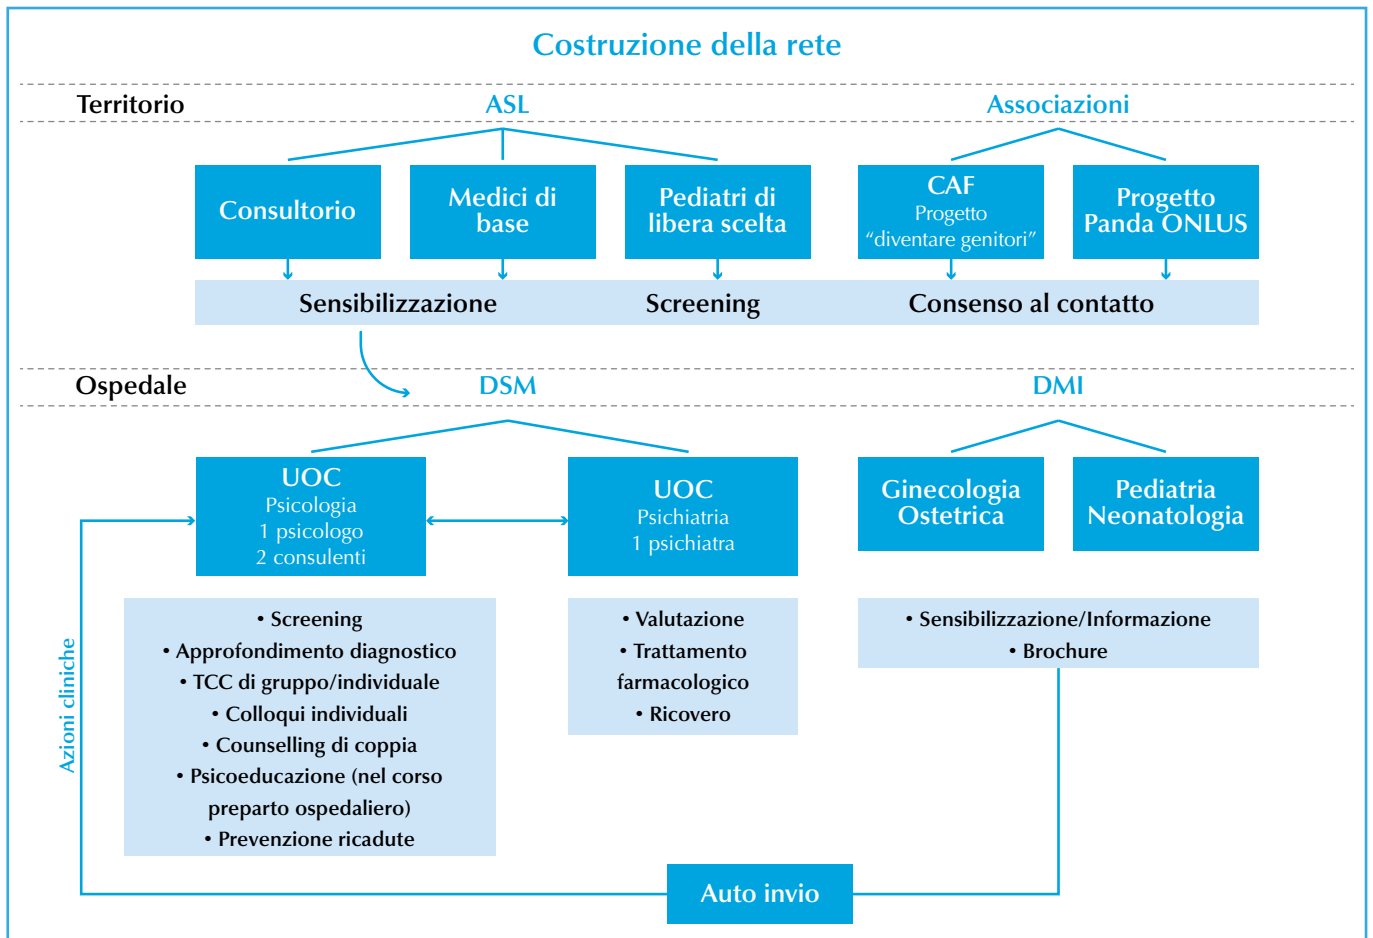 Costruzione della rete
Territorio
ASL
Associazioni
Consultorio
Medici di
base
Pediatri di
libera scelta
CAF
Progetto
“diventare genitori”
Progetto
Panda ONLUS
Sensibilizzazione
Screening
Consenso al contatto
Ospedale
DSM
DMI
UOC
Psicologia
1 psicologo
2 consulenti
UOC
Psichiatria
1 psichiatra
Ginecologia
Ostetrica
Pediatria
Neonatologia
• Screening
• Approfondimento diagnostico
• TCC di gruppo/individuale
• Colloqui individuali
• Counselling di coppia
• Psicoeducazione (nel corso
preparto ospedaliero)
• Prevenzione ricadute
• Valutazione
• Trattamento
farmacologico
• Ricovero
• Sensibilizzazione/Informazione
• Brochure
Azioni cliniche
Auto invio